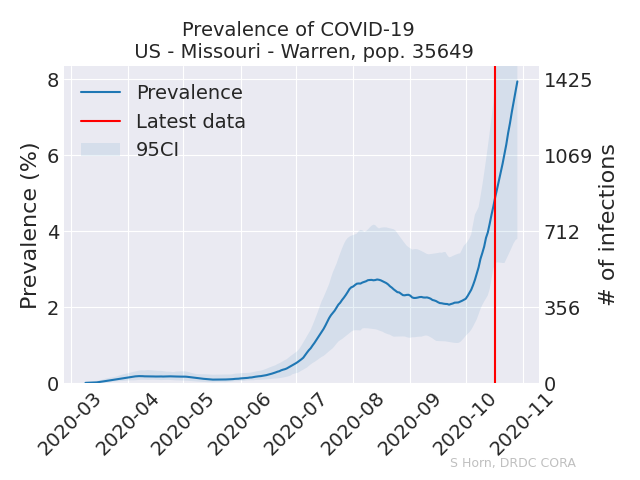 Prevalence of COVID-19
US - Missouri - Warren, pop. 35649
Prevalence
Latest data
95CI
Prevalence (%)
8
6
4
2
0
1425
1069
712
356
0
# of infections
2020-03
2020-04
2020-05
2020-06
2020-07
2020-08
2020-09
2020-10
2020-11
S Horn, DRDC CORA